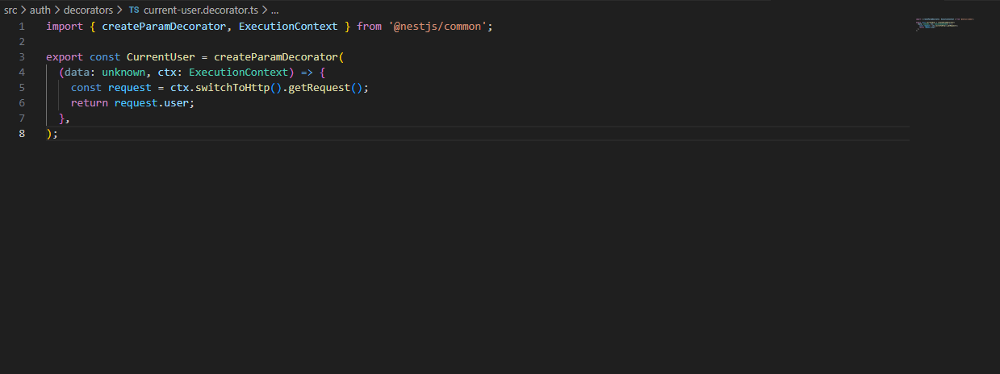 src > auth > decorators > TS current-user.decorator.ts > ...
1 import { createParamDecorator, ExecutionContext } from '@nestjs/common';
2
3 export const CurrentUser = createParamDecorator(
4   (data: unknown, ctx: ExecutionContext) => {
5     const request = ctx.switchToHttp().getRequest();
6     return request.user;
7   },
8 );